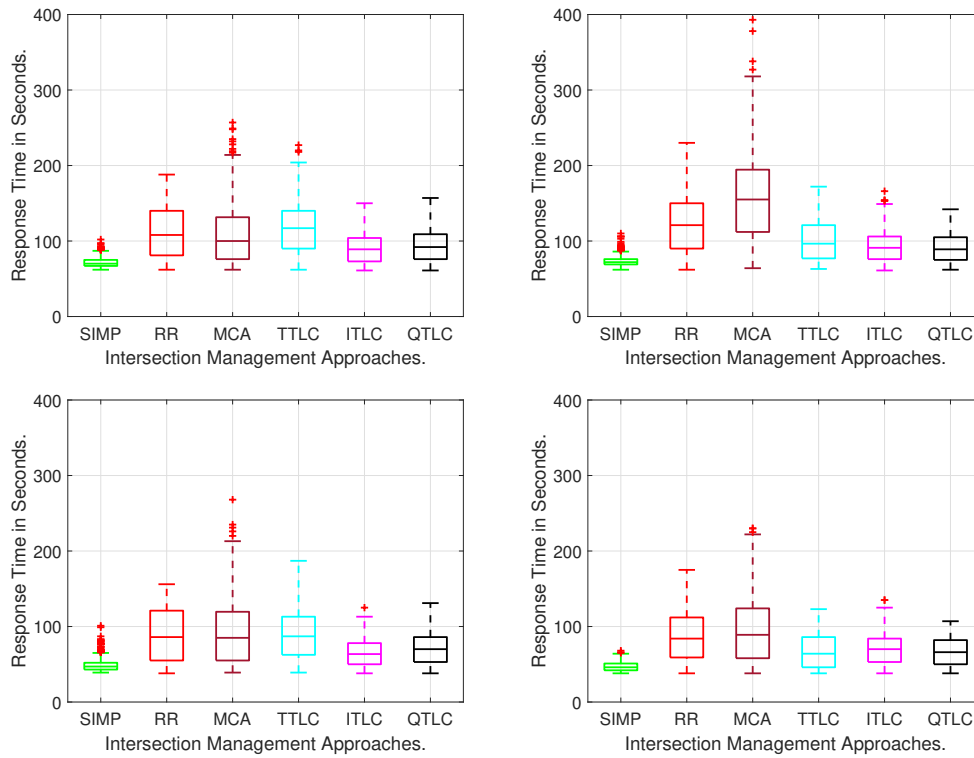 400
300
200
100
0
Response Time in Seconds.
SIMP RR MCA TTLC ITLC QTLC
Intersection Management Approaches.
400
300
200
100
0
Response Time in Seconds.
SIMP RR MCA TTLC ITLC QTLC
Intersection Management Approaches.
400
300
200
100
0
Response Time in Seconds.
SIMP RR MCA TTLC ITLC QTLC
Intersection Management Approaches.
400
300
200
100
0
Response Time in Seconds.
SIMP RR MCA TTLC ITLC QTLC
Intersection Management Approaches.